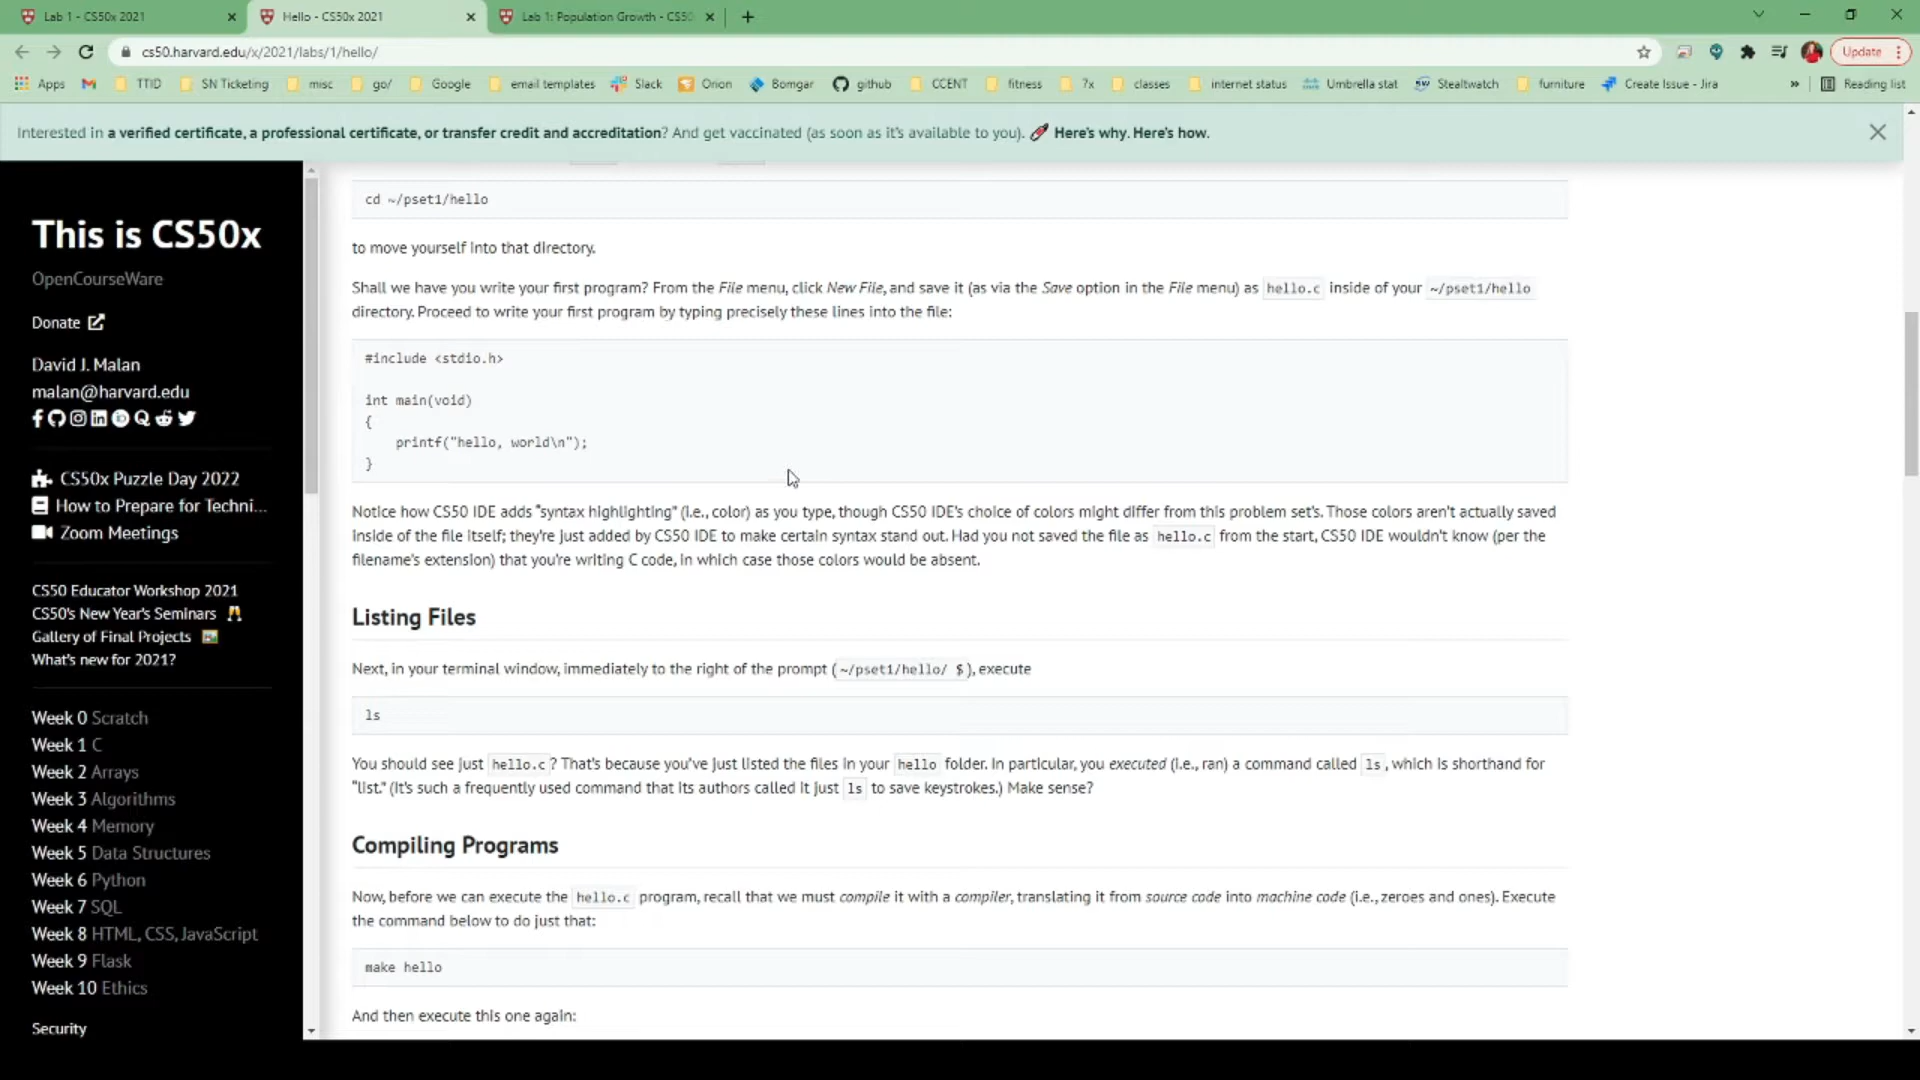 Lab 1 - CS50x 2021
Hello - CS50x 2021
Lab 1: Population Growth - CS50
cs50.harvard.edu/x/2021/labs/1/hello/
Update
Apps TTID SN Ticketing misc go/ Google email templates Slack Orion Bomgar github CCENT fitness 7x classes internet status Umbrella stat Stealtwatch furniture Create Issue - Jira » Reading list
Interested in a verified certificate, a professional certificate, or transfer credit and accreditation? And get vaccinated (as soon as it's available to you). Here's why. Here's how.
This is CS50x
OpenCourseWare
Donate
David J. Malan
malan@harvard.edu
CS50x Puzzle Day 2022
How to Prepare for Techni...
Zoom Meetings
CS50 Educator Workshop 2021
CS50's New Year's Seminars
Gallery of Final Projects
What's new for 2021?
Week 0 Scratch
Week 1 C
Week 2 Arrays
Week 3 Algorithms
Week 4 Memory
Week 5 Data Structures
Week 6 Python
Week 7 SQL
Week 8 HTML, CSS, JavaScript
Week 9 Flask
Week 10 Ethics
Security
cd ~/pset1/hello
to move yourself into that directory.
Shall we have you write your first program? From the File menu, click New File, and save it (as via the Save option in the File menu) as hello.c inside of your ~/pset1/hello
directory. Proceed to write your first program by typing precisely these lines into the file:
#include <stdio.h>
int main(void)
{
printf("hello, world\n");
}
Notice how CS50 IDE adds "syntax highlighting" (i.e., color) as you type, though CS50 IDE's choice of colors might differ from this problem set's. Those colors aren't actually saved
inside of the file itself; they're just added by CS50 IDE to make certain syntax stand out. Had you not saved the file as hello.c from the start, CS50 IDE wouldn't know (per the
filename's extension) that you're writing C code, in which case those colors would be absent.
Listing Files
Next, in your terminal window, immediately to the right of the prompt (~/pset1/hello/ $), execute
ls
You should see just hello.c? That's because you've just listed the files in your hello folder. In particular, you executed (i.e., ran) a command called ls, which is shorthand for
"list." (It's such a frequently used command that its authors called it just ls to save keystrokes.) Make sense?
Compiling Programs
Now, before we can execute the hello.c program, recall that we must compile it with a compiler, translating it from source code into machine code (i.e., zeroes and ones). Execute
the command below to do just that:
make hello
And then execute this one again: